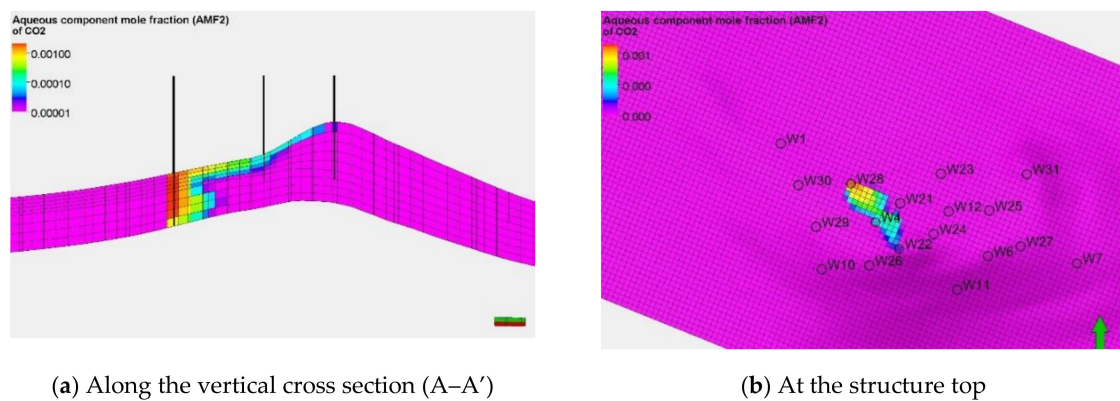 Aqueous component mole fraction (AMF2)
of CO2
0.00100
0.00010
0.00001
Aqueous component mole fraction (AMF2)
of CO2
0.001
0.000
0.000
W1
W23
W31
W30
W28
W21
W12
W25
W29
W4
W24
W22
W27
W6
W10
W26
W7
W11
(a) Along the vertical cross section (A–A′)
(b) At the structure top